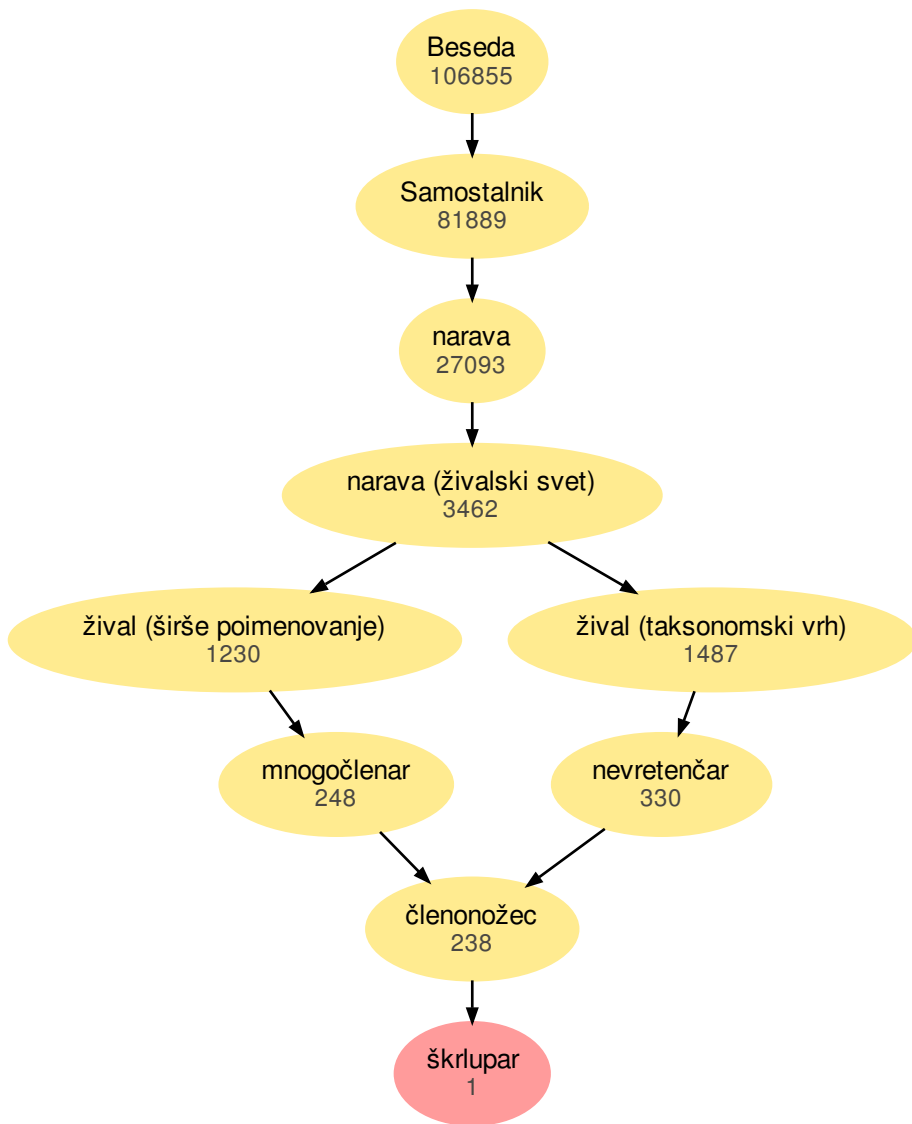 Beseda
106855
Samostalnik
81889
narava
27093
narava (živalski svet)
3462
žival (širše poimenovanje)
1230
žival (taksonomski vrh)
1487
mnogočlenar
248
nevretenčar
330
členonožec
238
škrlupar
1